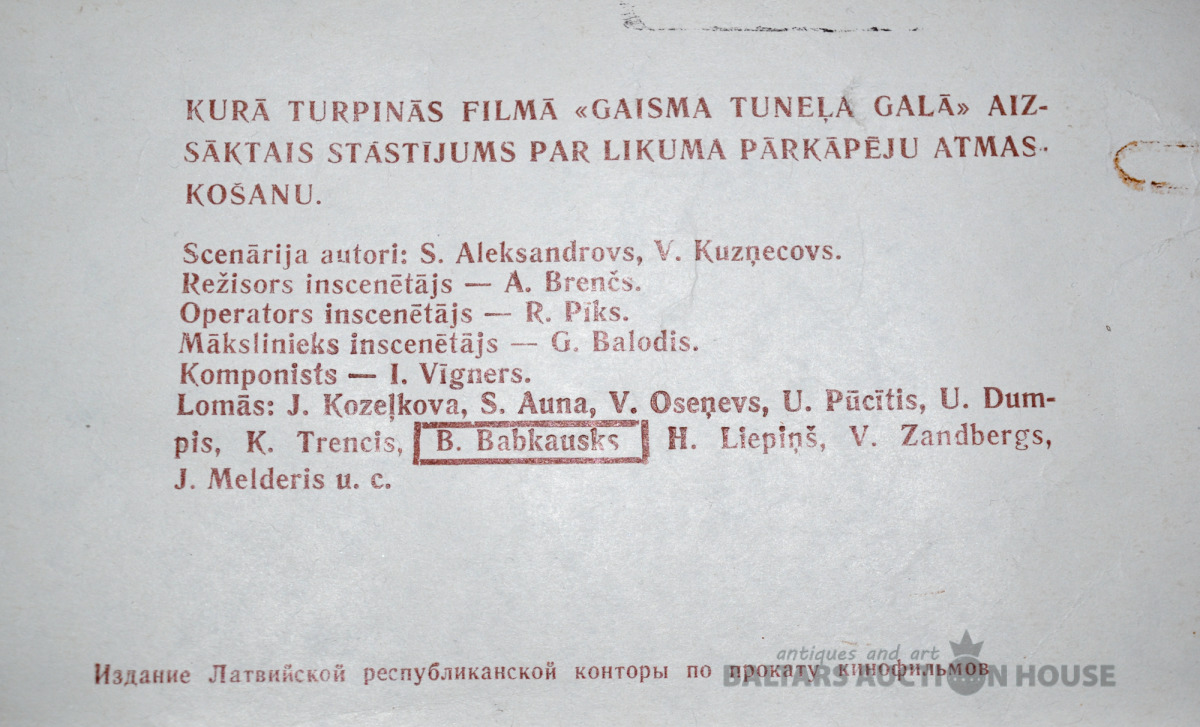 KURĀ TURPINĀS FILMĀ «GAISMA TUNEĻA GALĀ» AIZ-
SĀKTAIS STĀSTĪJUMS PAR LIKUMA PĀRKĀPĒJU ATMAS-
KOŠANU.
Scenārija autori: S. Aleksandrovs, V. Kuzņecovs.
Režisors inscenētājs — A. Brenčs.
Operators inscenētājs — R. Pīks.
Mākslinieks inscenētājs — G. Balodis.
Komponists — I. Vīgners.
Lomās: J. Kozeļkova, S. Auna, V. Oseņevs, U. Pūcītis, U. Dum-
pis, K. Trencis, B. Babkausks H. Liepiņš, V. Zandbergs,
J. Melderis u. c.
antiques and art
Издание Латвийской республиканской конторы по прокату кинофильмов
BALTARS AUCTION HOUSE